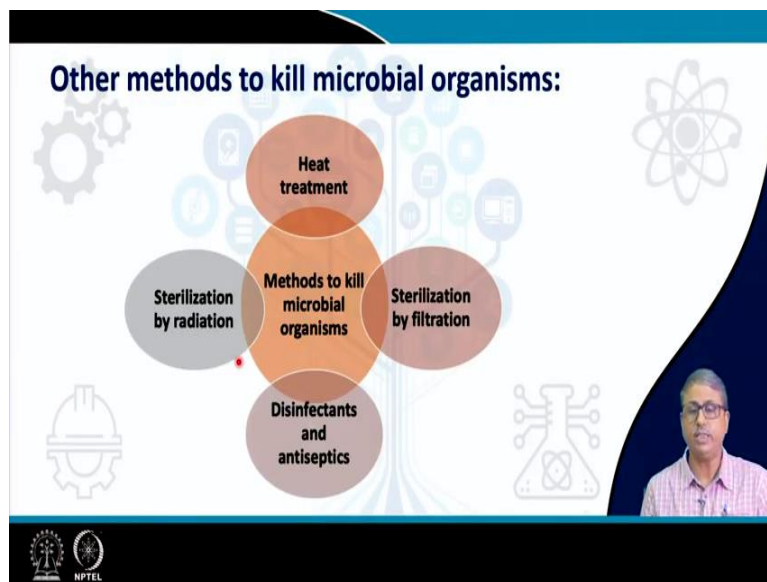 Other methods to kill microbial organisms:
Heat
treatment
Sterilization
by radiation
Methods to kill
microbial
organisms
Sterilization
by filtration
Disinfectants
and
antiseptics
NPTEL